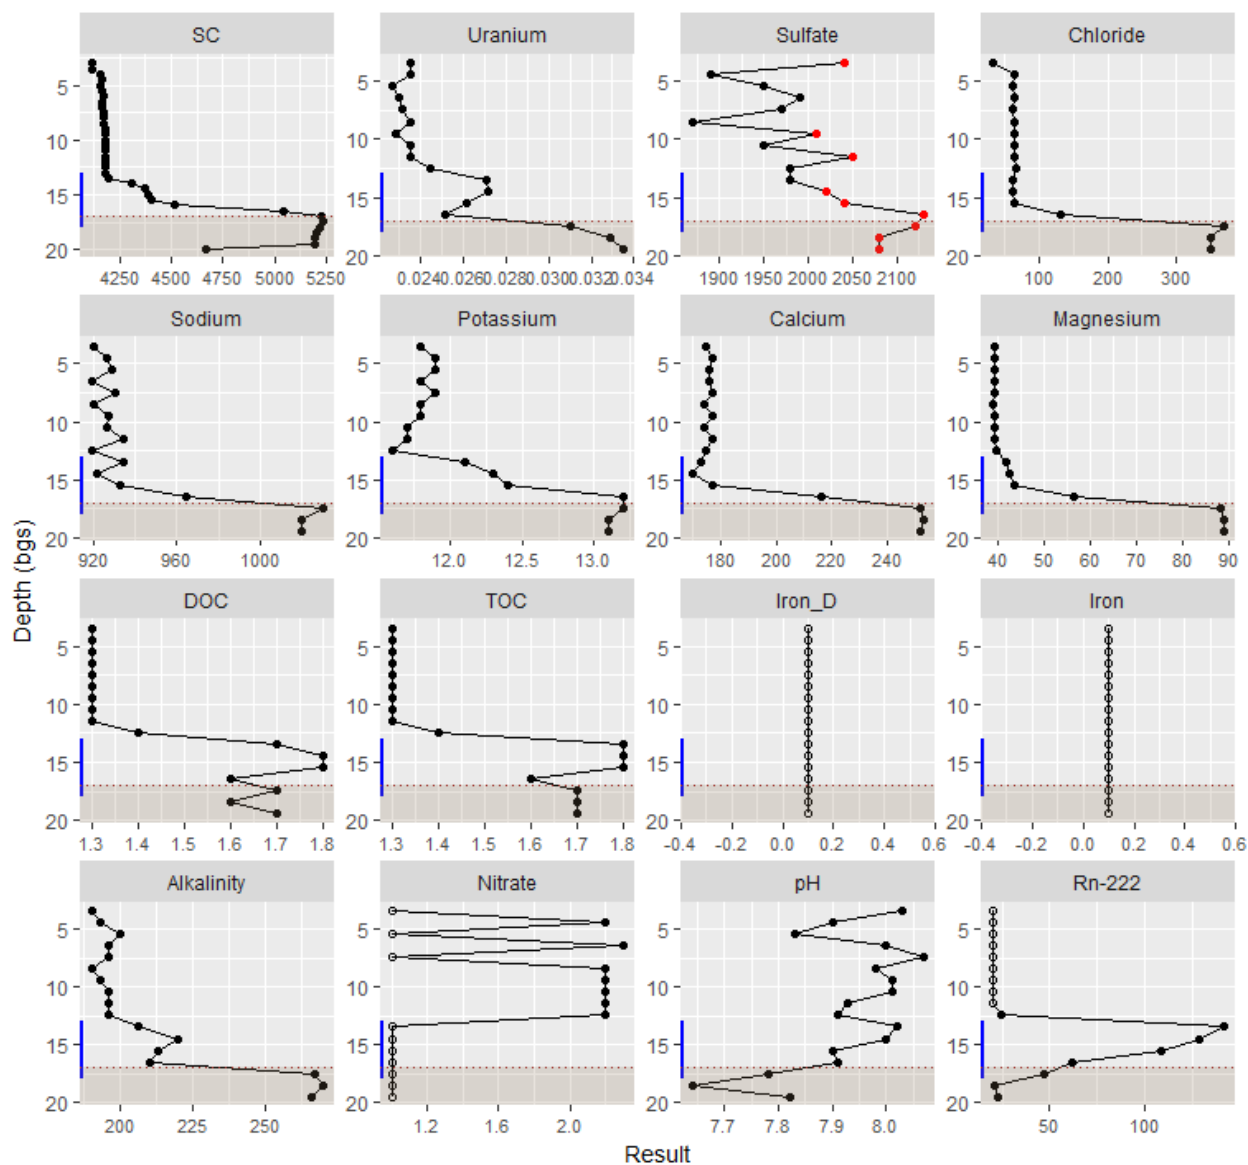 SC Uranium Sulfate Chloride
5 5 5 5
10 10 10 10
15 15 15 15
20 20 20 20
4250 4500 4750 5000 5250 0.0240 0.0260 0.0280 0.0300 0.0320 0.034 1900 1950 2000 2050 2100 100 200 300
Sodium Potassium Calcium Magnesium
5 5 5 5
10 10 10 10
15 15 15 15
20 20 20 20
920 960 1000 12.0 12.5 13.0 180 200 220 240 40 50 60 70 80 90
Depth (bgs)
DOC TOC Iron_D Iron
5 5 5 5
10 10 10 10
15 15 15 15
20 20 20 20
1.3 1.4 1.5 1.6 1.7 1.8 1.3 1.4 1.5 1.6 1.7 1.8 -0.4 -0.2 0.0 0.2 0.4 0.6 -0.4 -0.2 0.0 0.2 0.4 0.6
Alkalinity Nitrate pH Rn-222
5 5 5 5
10 10 10 10
15 15 15 15
20 20 20 20
200 225 250 1.2 1.6 2.0 7.7 7.8 7.9 8.0 50 100
Result